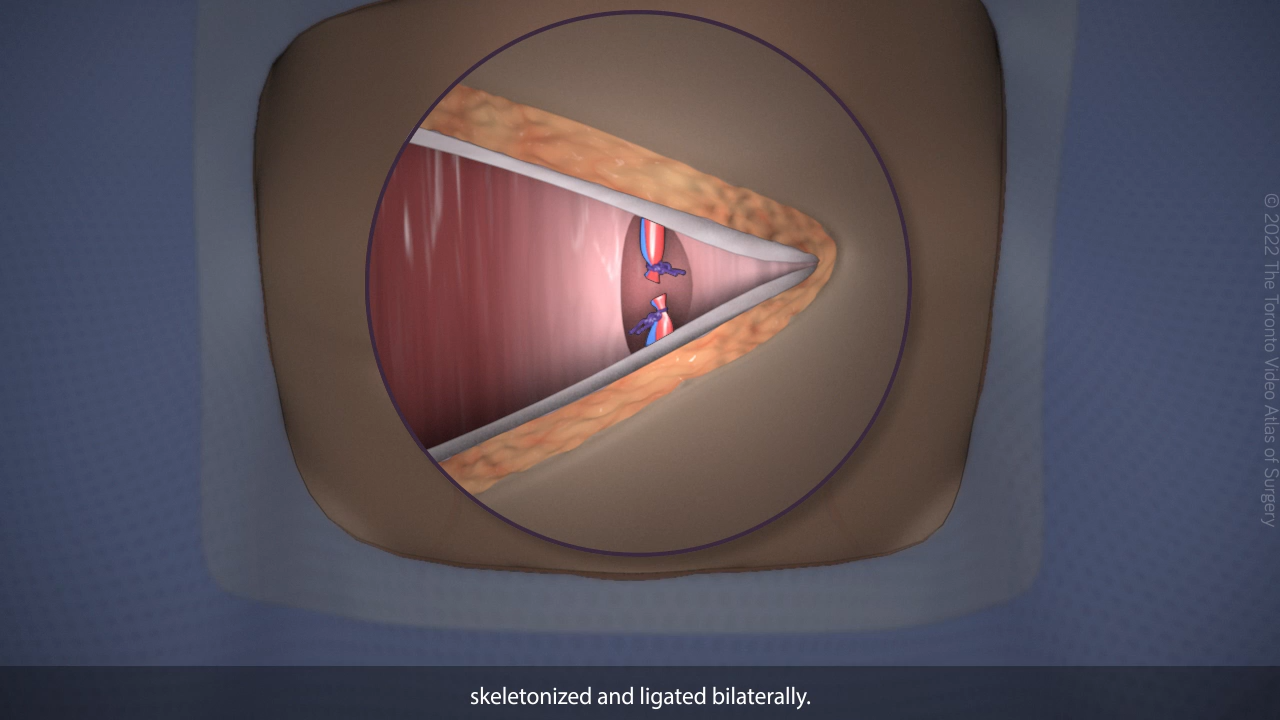 © 2022 The Toronto Video Atlas of Surgery
skeletonized and ligated bilaterally.